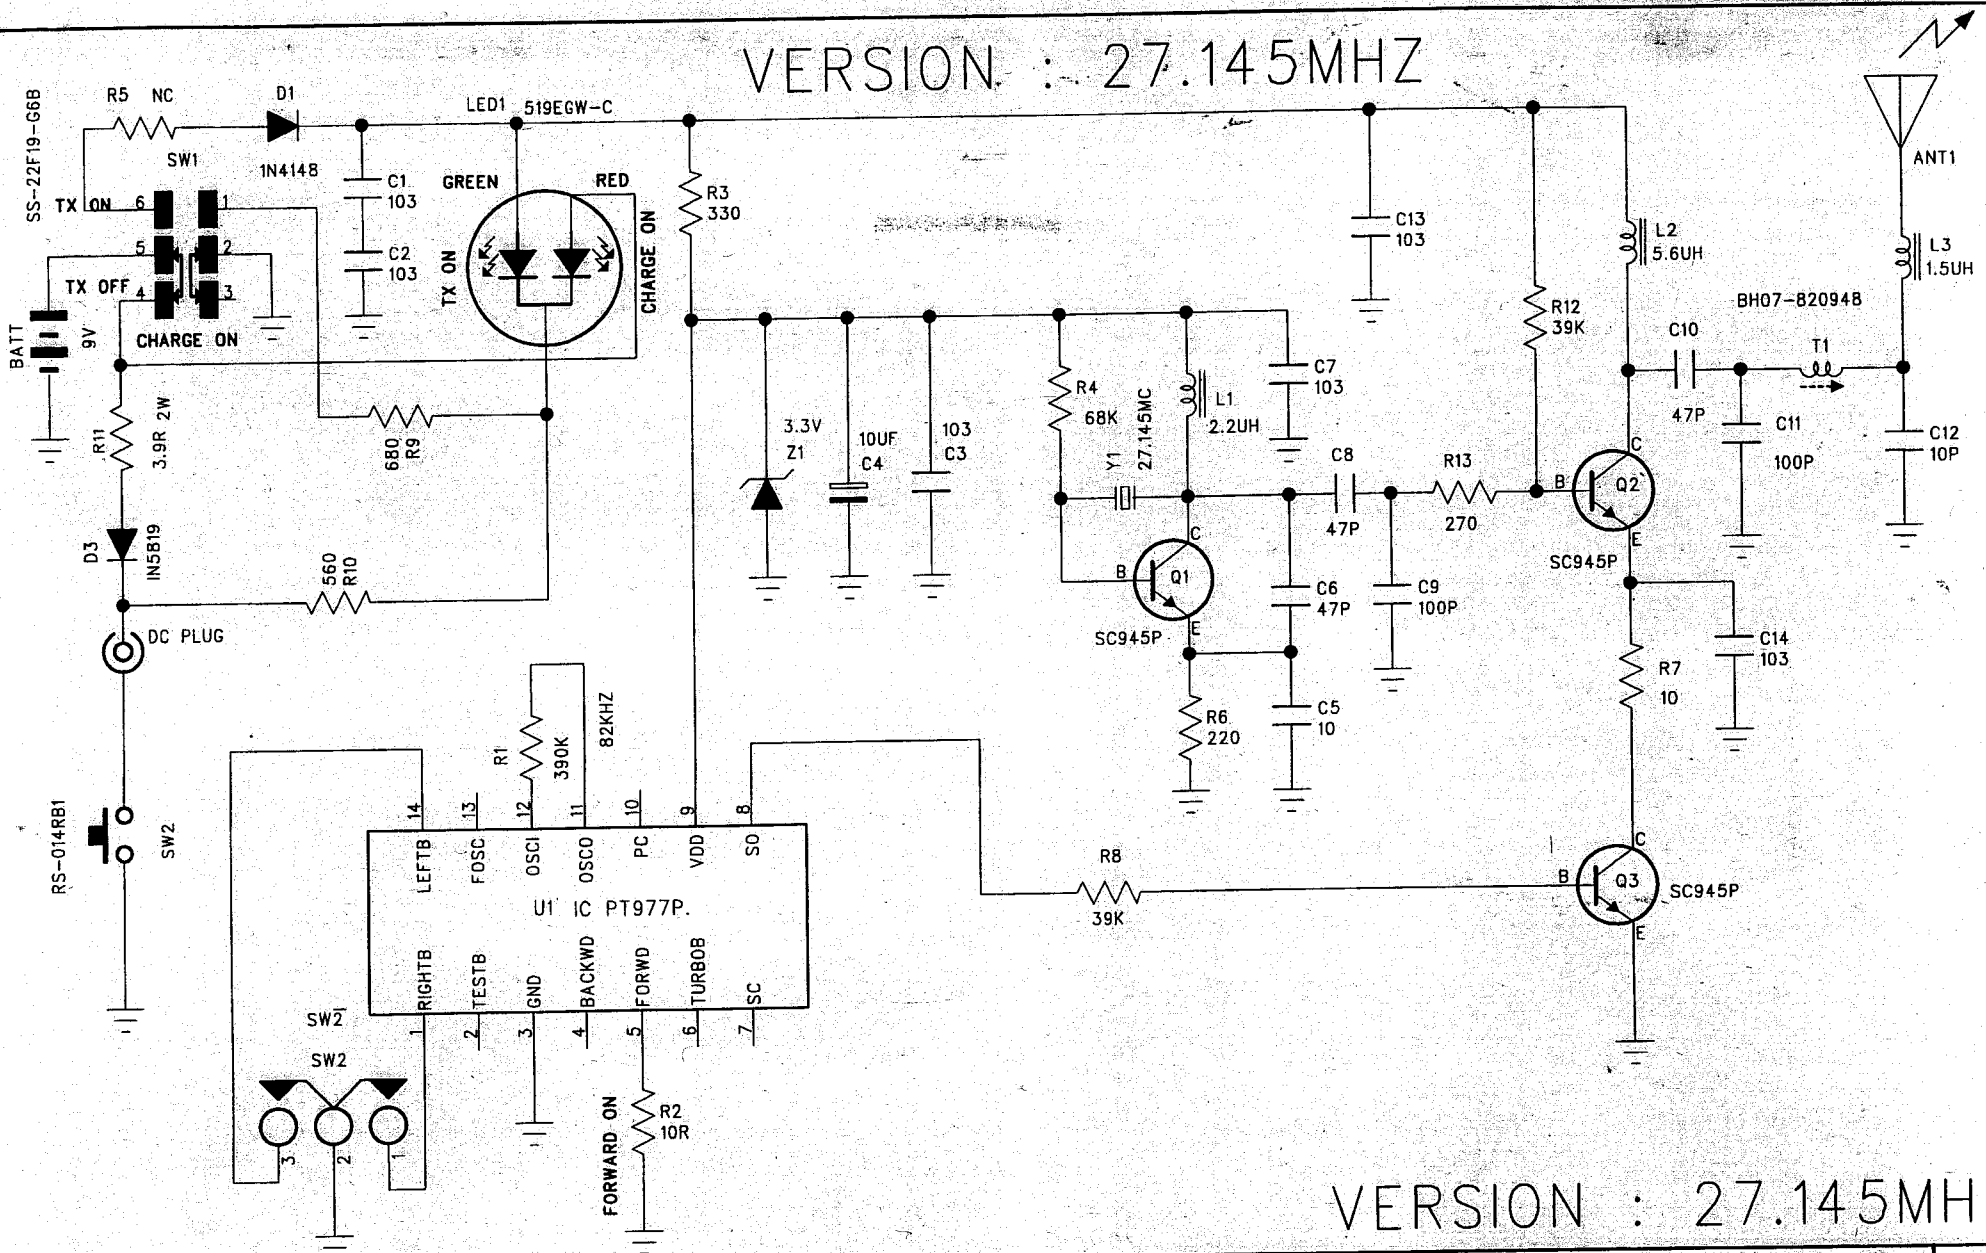 VERSION : 27.145MHZ
SS-22F19-G6B
R5 NC
D1
1N4148
SW1
TX ON
6
1
5
2
TX OFF
4
3
CHARGE ON
BATT
9V
C1
103
C2
103
LED1 519EGW-C
GREEN
RED
TX ON
CHARGE ON
R3
330
C13
103
R12
39K
L2
5.6UH
ANT1
L3
1.5UH
BH07-820948
C10
47P
T1
C11
100P
C12
10P
R11
3.9R 2W
680
R9
3.3V
Z1
10UF
C4
103
C3
R4
68K
Y1
27.145MC
L1
2.2UH
C7
103
C8
47P
R13
270
B
Q2
C
E
SC945P
D3
IN5819
560
R10
B
Q1
C
E
SC945P
C6
47P
C9
100P
DC PLUG
R6
220
C5
10
R7
10
C14
103
RS-014RB1
SW2
R1
390K
82KHZ
14
13
12
11
10
9
8
LEFTB
FOSC
OSCI
OSCO
PC
VDD
SO
U1 IC PT977P.
RIGHTB
TESTB
GND
BACKWD
FORWD
TURBOB
SC
1
2
3
4
5
6
7
R8
39K
B
Q3
C
E
SC945P
SW2
SW2
3
2
1
FORWARD ON
R2
10R
VERSION : 27.145MH